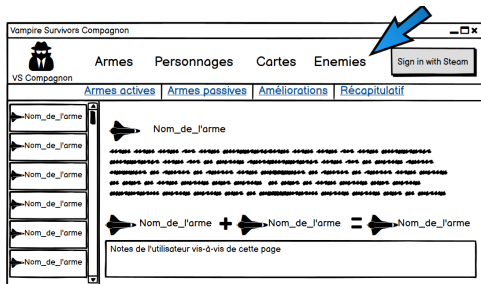 Vampire Survivors Compagnon
VS Compagnon
Armes Personnages Cartes Enemies
Sign in with Steam
Armes actives Armes passives Améliorations Récapitulatif
Nom_de_l'arme
Nom_de_l'arme
Nom_de_l'arme
Nom_de_l'arme
Nom_de_l'arme
Nom_de_l'arme
Nom_de_l'arme
Nom_de_l'arme + Nom_de_l'arme = Nom_de_l'arme
Notes de l'utilisateur vis-à-vis de cette page